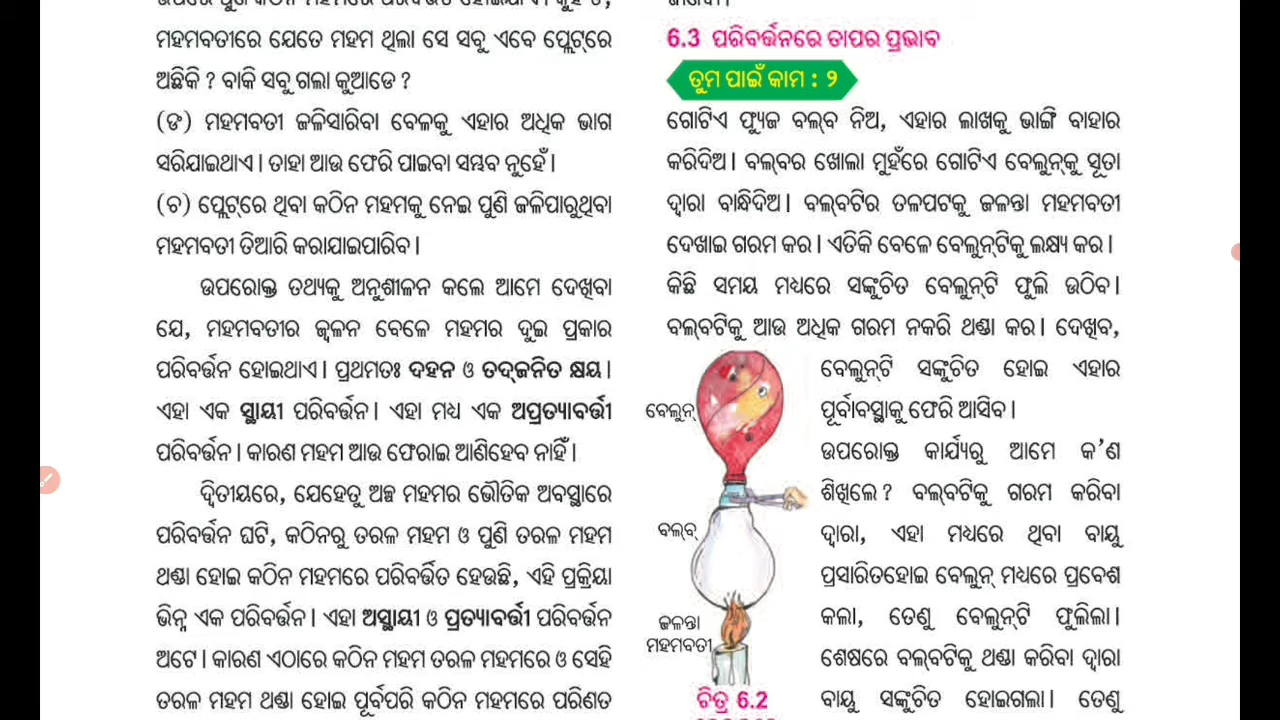 ମହମବତୀରେ ଯେତେ ମହମ ଥିଲା ସେ ସବୁ ଏବେ ପ୍ଲେଟ୍‌ରେ
ଅଛିକି ? ବାକି ସବୁ ଗଲା କୁଆଡେ ?
(ଙ) ମହମବତୀ ଜଳିସାରିବା ବେଳକୁ ଏହାର ଅଧିକ ଭାଗ
ସରିଯାଇଥାଏ। ତାହା ଆଉ ଫେରି ପାଇବା ସମ୍ଭବ ନୁହେଁ।
(ଚ) ପ୍ଲେଟ୍‌ରେ ଥିବା କଠିନ ମହମକୁ ନେଇ ପୁଣି ଜଳିପାରୁଥିବା
ମହମବତୀ ତିଆରି କରାଯାଇପାରିବ।
ଉପରୋକ୍ତ ତଥ୍ୟକୁ ଅନୁଶୀଳନ କଲେ ଆମେ ଦେଖିବା
ଯେ, ମହମବତୀର ଜ୍ୱଳନ ବେଳେ ମହମର ଦୁଇ ପ୍ରକାର
ପରିବର୍ତ୍ତନ ହୋଇଥାଏ। ପ୍ରଥମତଃ ଦହନ ଓ ତଦ୍‌ଜନିତ କ୍ଷୟ।
ଏହା ଏକ ସ୍ଥାୟୀ ପରିବର୍ତ୍ତନ। ଏହା ମଧ୍ୟ ଏକ ଅପ୍ରତ୍ୟାବର୍ତ୍ତୀ
ପରିବର୍ତ୍ତନ। କାରଣ ମହମ ଆଉ ଫେରାଇ ଆଣିହେବ ନାହିଁ।
ଦ୍ୱିତୀୟରେ, ଯେହେତୁ ଅଳ୍ପ ମହମର ଭୌତିକ ଅବସ୍ଥାରେ
ପରିବର୍ତ୍ତନ ଘଟି, କଠିନରୁ ତରଳ ମହମ ଓ ପୁଣି ତରଳ ମହମ
ଥଣ୍ଡା ହୋଇ କଠିନ ମହମରେ ପରିବର୍ତ୍ତିତ ହେଉଛି, ଏହି ପ୍ରକ୍ରିୟା
ଭିନ୍ନ ଏକ ପରିବର୍ତ୍ତନ। ଏହା ଅସ୍ଥାୟୀ ଓ ପ୍ରତ୍ୟାବର୍ତ୍ତୀ ପରିବର୍ତ୍ତନ
ଅଟେ। କାରଣ ଏଠାରେ କଠିନ ମହମ ତରଳ ମହମରେ ଓ ସେହି
ତରଳ ମହମ ଥଣ୍ଡା ହୋଇ ପୂର୍ବପରି କଠିନ ମହମରେ ପରିଣତ
6.3 ପରିବର୍ତ୍ତନରେ ତାପର ପ୍ରଭାବ
ତୁମ ପାଇଁ କାମ : ୨
ଗୋଟିଏ ଫ୍ୟୁଜ ବଲ୍‌ବ ନିଅ, ଏହାର ଲାଖକୁ ଭାଙ୍ଗି ବାହାର
କରିଦିଅ। ବଲ୍‌ବର ଖୋଲା ମୁହଁରେ ଗୋଟିଏ ବେଲୁନ୍‌କୁ ସୂତା
ଦ୍ୱାରା ବାନ୍ଧିଦିଅ। ବଲ୍‌ବଟିର ତଳପଟକୁ ଜଳନ୍ତା ମହମବତୀ
ଦେଖାଇ ଗରମ କର। ଏତିକି ବେଳେ ବେଲୁନ୍‌ଟିକୁ ଲକ୍ଷ୍ୟ କର।
କିଛି ସମୟ ମଧ୍ୟରେ ସଙ୍କୁଚିତ ବେଲୁନ୍‌ଟି ଫୁଲି ଉଠିବ।
ବଲ୍‌ବଟିକୁ ଆଉ ଅଧିକ ଗରମ ନକରି ଥଣ୍ଡା କର। ଦେଖିବ,
ବେଲୁନ୍‌ଟି ସଙ୍କୁଚିତ ହୋଇ ଏହାର
ପୂର୍ବାବସ୍ଥାକୁ ଫେରି ଆସିବ।
ଉପରୋକ୍ତ କାର୍ଯ୍ୟରୁ ଆମେ କ'ଣ
ଶିଖିଲେ ? ବଲ୍‌ବଟିକୁ ଗରମ କରିବା
ଦ୍ୱାରା, ଏହା ମଧ୍ୟରେ ଥିବା ବାୟୁ
ପ୍ରସାରିତହୋଇ ବେଲୁନ୍ ମଧ୍ୟରେ ପ୍ରବେଶ
କଲା, ତେଣୁ ବେଲୁନ୍‌ଟି ଫୁଲିଲା।
ଶେଷରେ ବଲ୍‌ବଟିକୁ ଥଣ୍ଡା କରିବା ଦ୍ୱାରା
ବାୟୁ ସଙ୍କୁଚିତ ହୋଇଗଲା। ତେଣୁ
ବେଲୁନ୍
ବଲ୍‌ବ୍
ଜଳନ୍ତା
ମହମବତୀ
ଚିତ୍ର 6.2